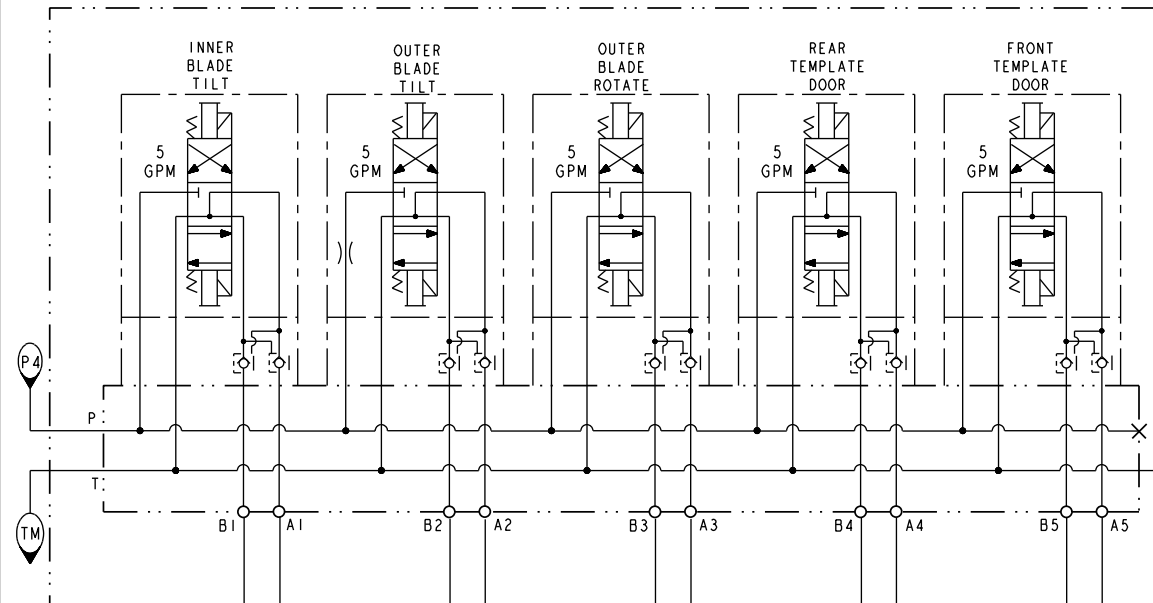 INNER
BLADE
TILT
OUTER
BLADE
TILT
OUTER
BLADE
ROTATE
REAR
TEMPLATE
DOOR
FRONT
TEMPLATE
DOOR
5
GPM
5
GPM
5
GPM
5
GPM
5
GPM
P4
P
T
TM
B1
A1
B2
A2
B3
A3
B4
A4
B5
A5